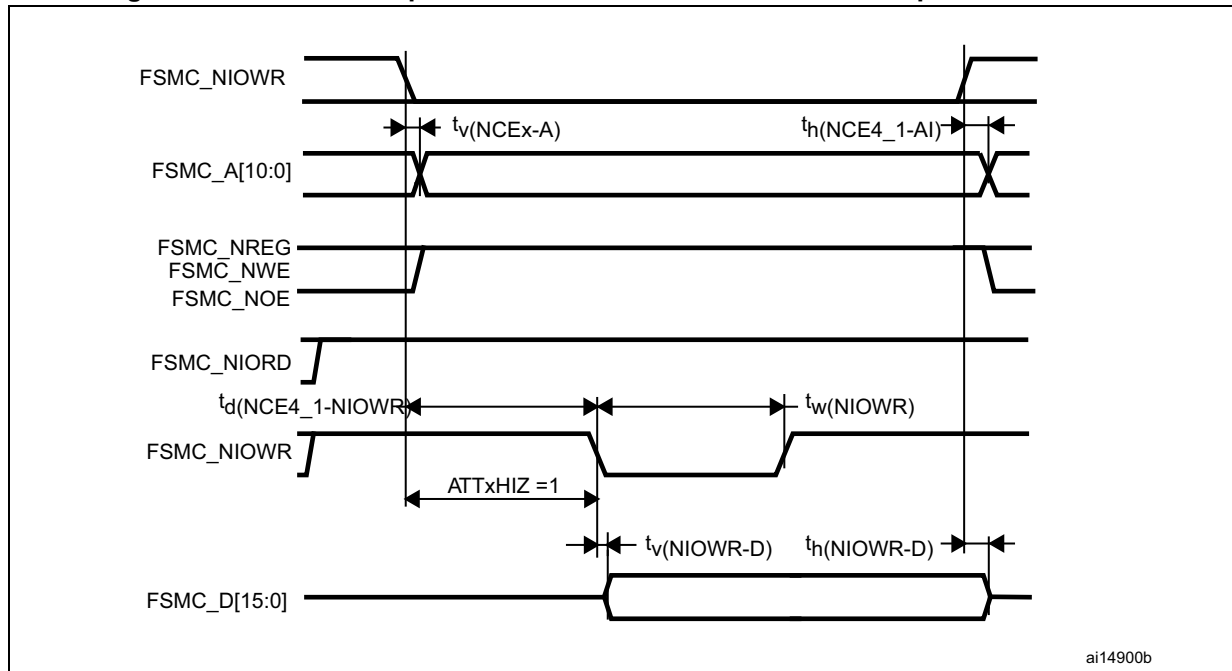 FSMC_NIOWR
tv(NCEx-A)
th(NCE4_1-AI)
FSMC_A[10:0]
FSMC_NREG
FSMC_NWE
FSMC_NOE
FSMC_NIORD
td(NCE4_1-NIOWR)
tw(NIOWR)
FSMC_NIOWR
ATTxHIZ =1
tv(NIOWR-D)
th(NIOWR-D)
FSMC_D[15:0]
ai14900b